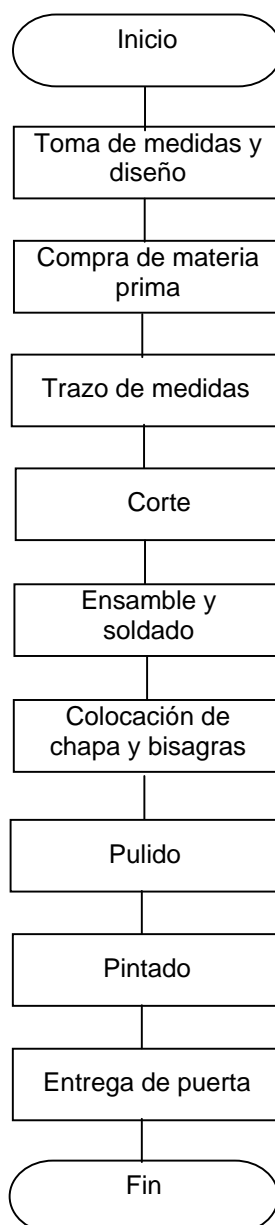 Inicio
Toma de medidas y
diseño
Compra de materia
prima
Trazo de medidas
Corte
Ensamble y
soldado
Colocación de
chapa y bisagras
Pulido
Pintado
Entrega de puerta
Fin